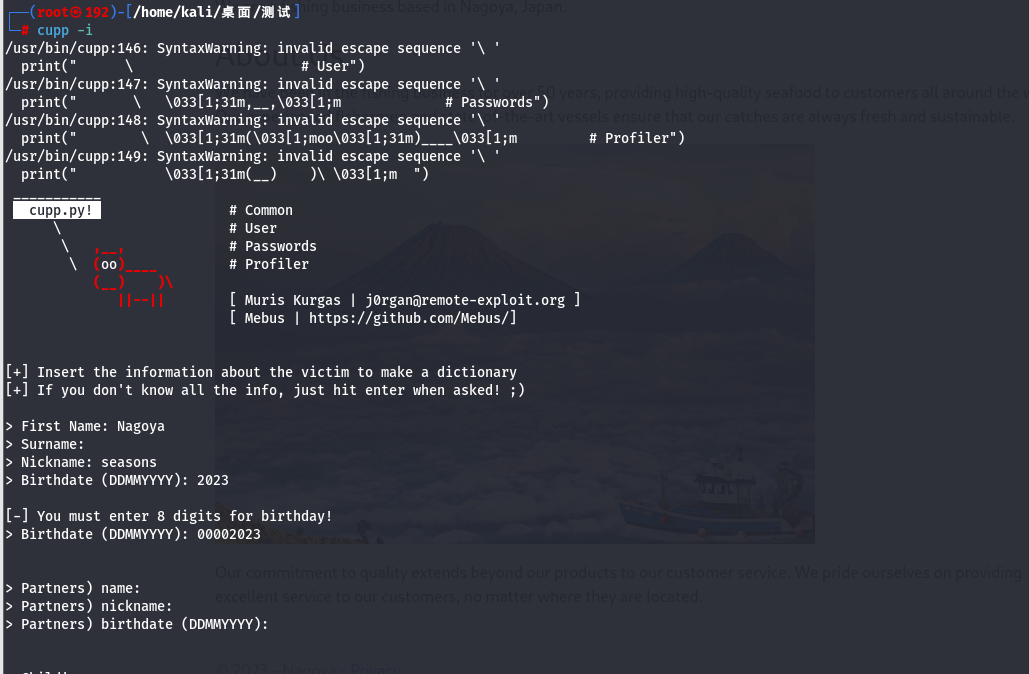 ┌──(root㉿192)-[/home/kali/桌面/测试]
└─# cupp -i
/usr/bin/cupp:146: SyntaxWarning: invalid escape sequence '\ '
  print("      \                     # User")
/usr/bin/cupp:147: SyntaxWarning: invalid escape sequence '\ '
  print("       \   \033[1;31m,__,\033[1;m             # Passwords")
/usr/bin/cupp:148: SyntaxWarning: invalid escape sequence '\ '
  print("        \  \033[1;31m(\033[1;moo\033[1;31m)____\033[1;m         # Profiler")
/usr/bin/cupp:149: SyntaxWarning: invalid escape sequence '\ '
  print("           \033[1;31m(__)    )\ \033[1;m  ")
 ___________
   cupp.py!                 # Common
      \                     # User
       \   ,__,             # Passwords
        \  (oo)____         # Profiler
           (__)    )\
              ||--||        [ Muris Kurgas | j0rgan@remote-exploit.org ]
                            [ Mebus | https://github.com/Mebus/]
[+] Insert the information about the victim to make a dictionary
[+] If you don't know all the info, just hit enter when asked! ;)
> First Name: Nagoya
> Surname:
> Nickname: seasons
> Birthdate (DDMMYYYY): 2023
[-] You must enter 8 digits for birthday!
> Birthdate (DDMMYYYY): 00002023
> Partners) name:
> Partners) nickname:
> Partners) birthdate (DDMMYYYY):
ning business based in Nagoya, Japan.
for over 50 years, providing high-quality seafood to customers all around the
the-art vessels ensure that our catches are always fresh and sustainable.
Our commitment to quality extends beyond our products to our customer service. We pride ourselves on providing
excellent service to our customers, no matter where they are located.
© 2023 - Nagoya - Privacy